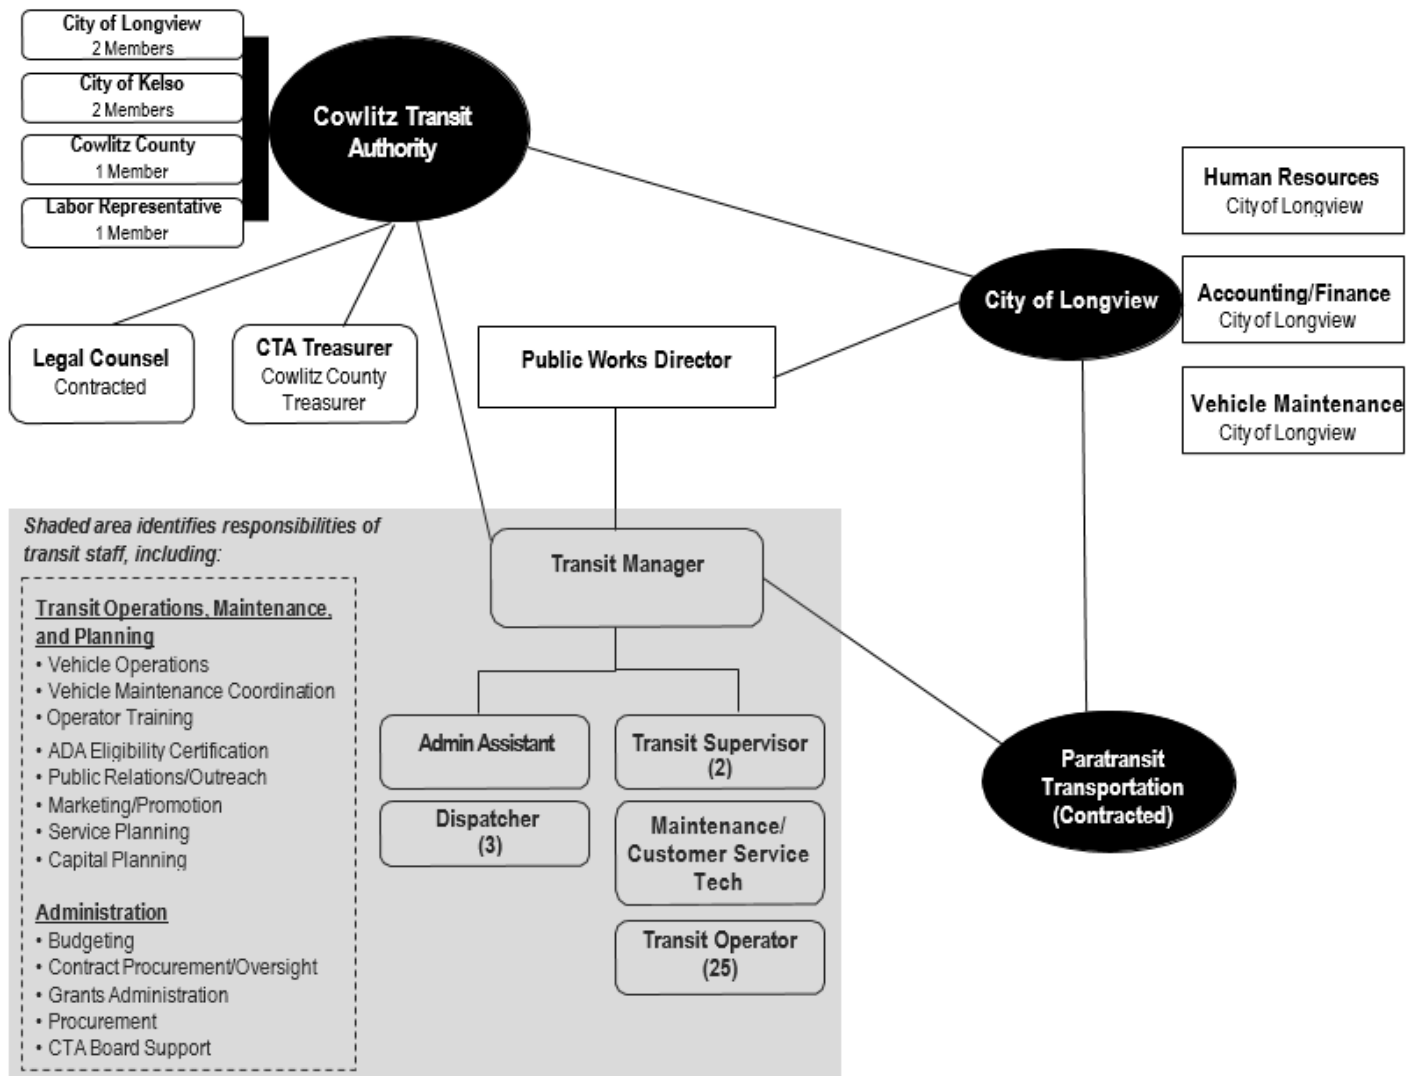 City of Longview
2 Members
City of Kelso
2 Members
Cowlitz County
1 Member
Labor Representative
1 Member
Cowlitz Transit
Authority
Human Resources
City of Longview
City of Longview
Accounting/Finance
City of Longview
Vehicle Maintenance
City of Longview
Legal Counsel
Contracted
CTA Treasurer
Cowlitz County
Treasurer
Public Works Director
Shaded area identifies responsibilities of
transit staff, including:
Transit Operations, Maintenance,
and Planning
• Vehicle Operations
• Vehicle Maintenance Coordination
• Operator Training
• ADA Eligibility Certification
• Public Relations/Outreach
• Marketing/Promotion
• Service Planning
• Capital Planning
Administration
• Budgeting
• Contract Procurement/Oversight
• Grants Administration
• Procurement
• CTA Board Support
Transit Manager
Admin Assistant
Dispatcher
(3)
Transit Supervisor
(2)
Maintenance/
Customer Service
Tech
Transit Operator
(25)
Paratransit
Transportation
(Contracted)